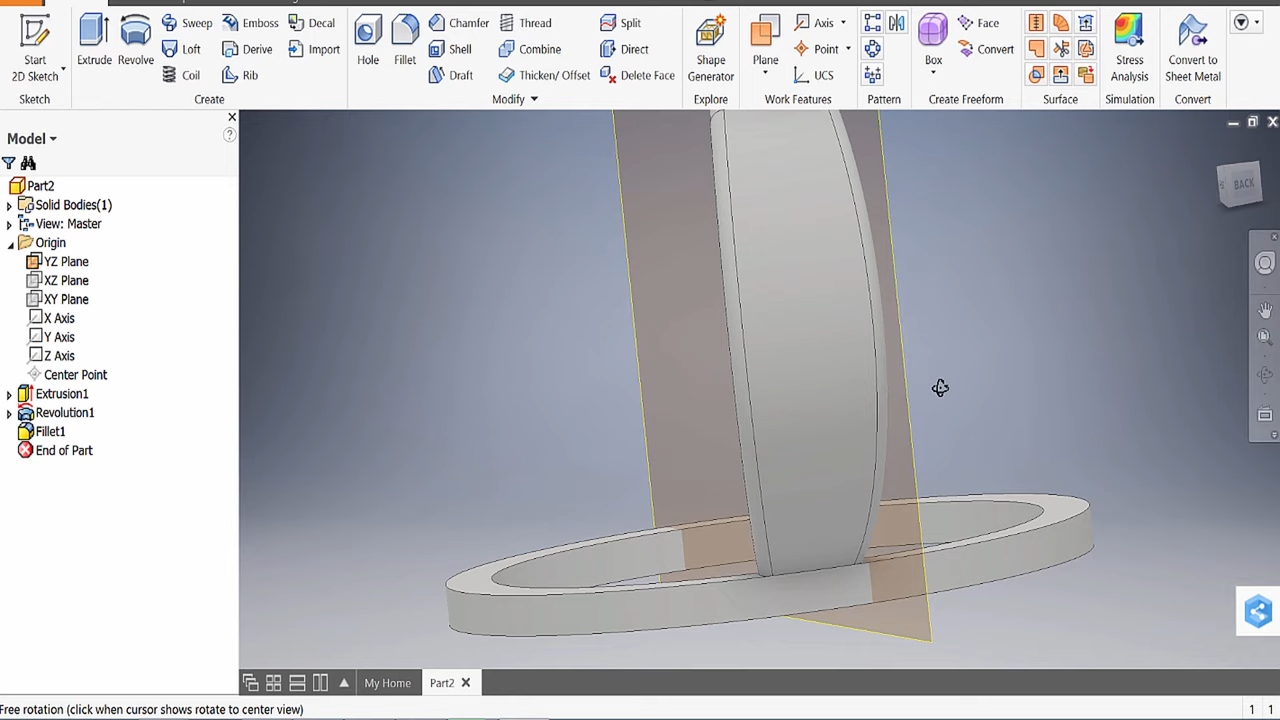 Start
2D Sketch
Sketch
Extrude
Revolve
Sweep
Emboss
Decal
Loft
Derive
Import
Coil
Rib
Create
Hole
Fillet
Chamfer
Thread
Split
Shell
Combine
Direct
Draft
Thicken/ Offset
Delete Face
Modify
Shape
Generator
Explore
Plane
Axis
Point
UCS
Work Features
Pattern
Box
Face
Convert
Create Freeform
Surface
Stress
Analysis
Simulation
Convert to
Sheet Metal
Convert
Model
Part2
Solid Bodies(1)
View: Master
Origin
YZ Plane
XZ Plane
XY Plane
X Axis
Y Axis
Z Axis
Center Point
Extrusion1
Revolution1
Fillet1
End of Part
BACK
My Home
Part2
Free rotation (click when cursor shows rotate to center view)
1 1